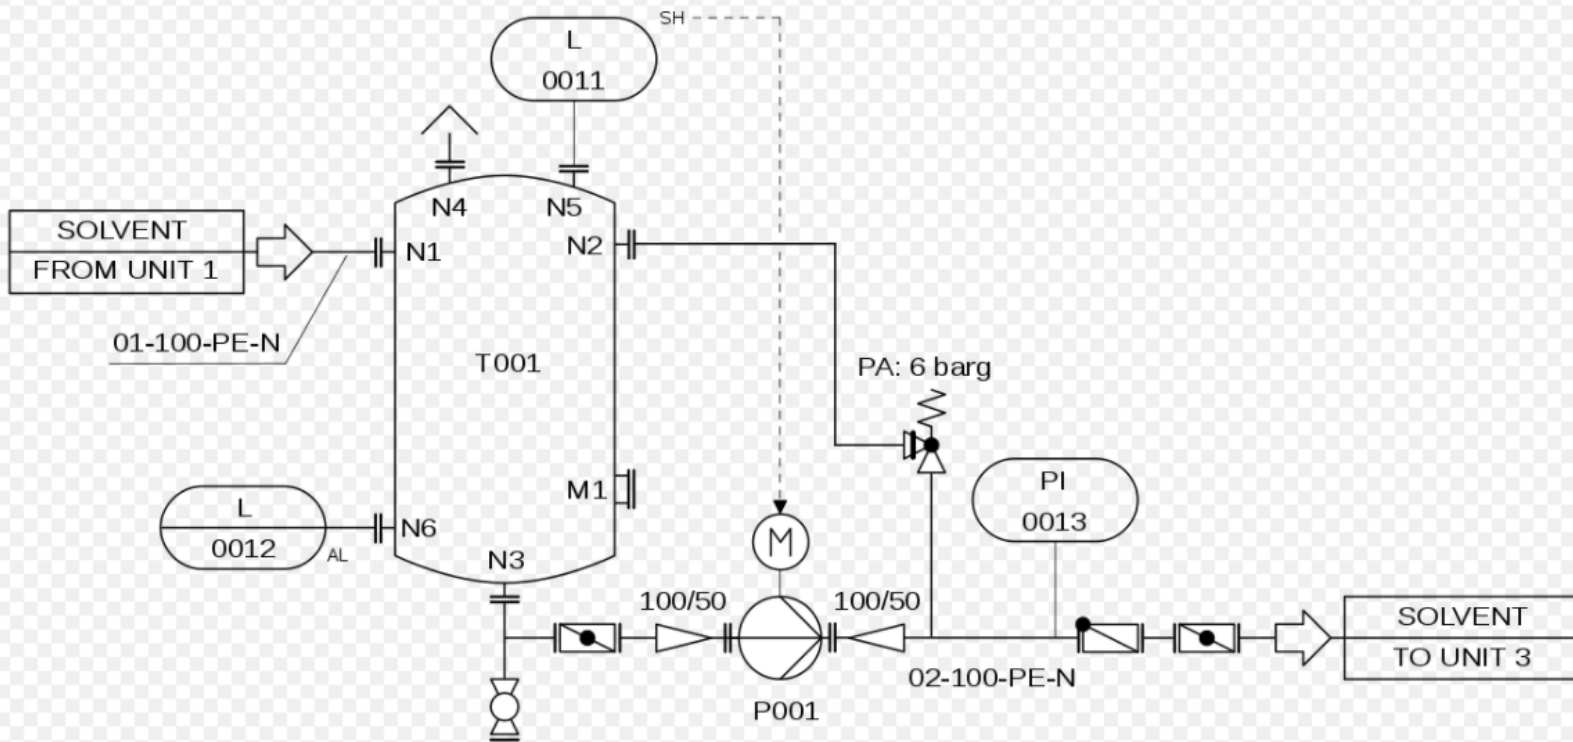 SH
L
0011
N4
N5
SOLVENT
FROM UNIT 1
N1
N2
01-100-PE-N
T001
PA: 6 barg
L
0012
AL
N6
M1
PI
0013
N3
M
100/50
100/50
SOLVENT
TO UNIT 3
02-100-PE-N
P001